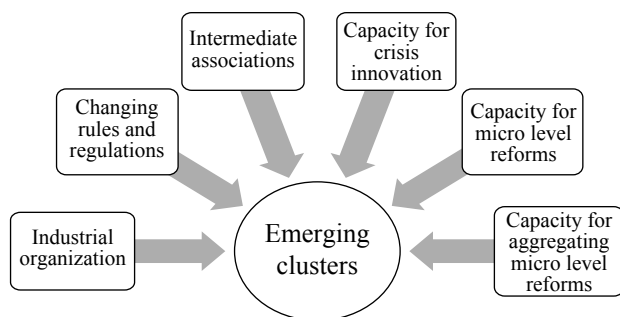 Intermediate
associations
Capacity for
crisis
innovation
Changing
rules and
regulations
Capacity for
micro level
reforms
Industrial
organization
Emerging
clusters
Capacity for
aggregating
micro level
reforms